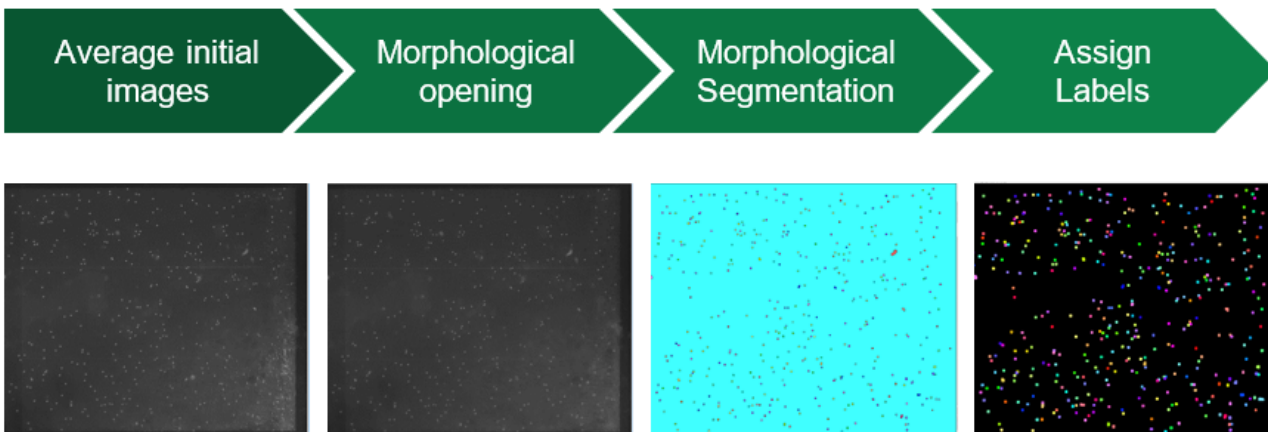 Average initial
images
Morphological
opening
Morphological
Segmentation
Assign
Labels